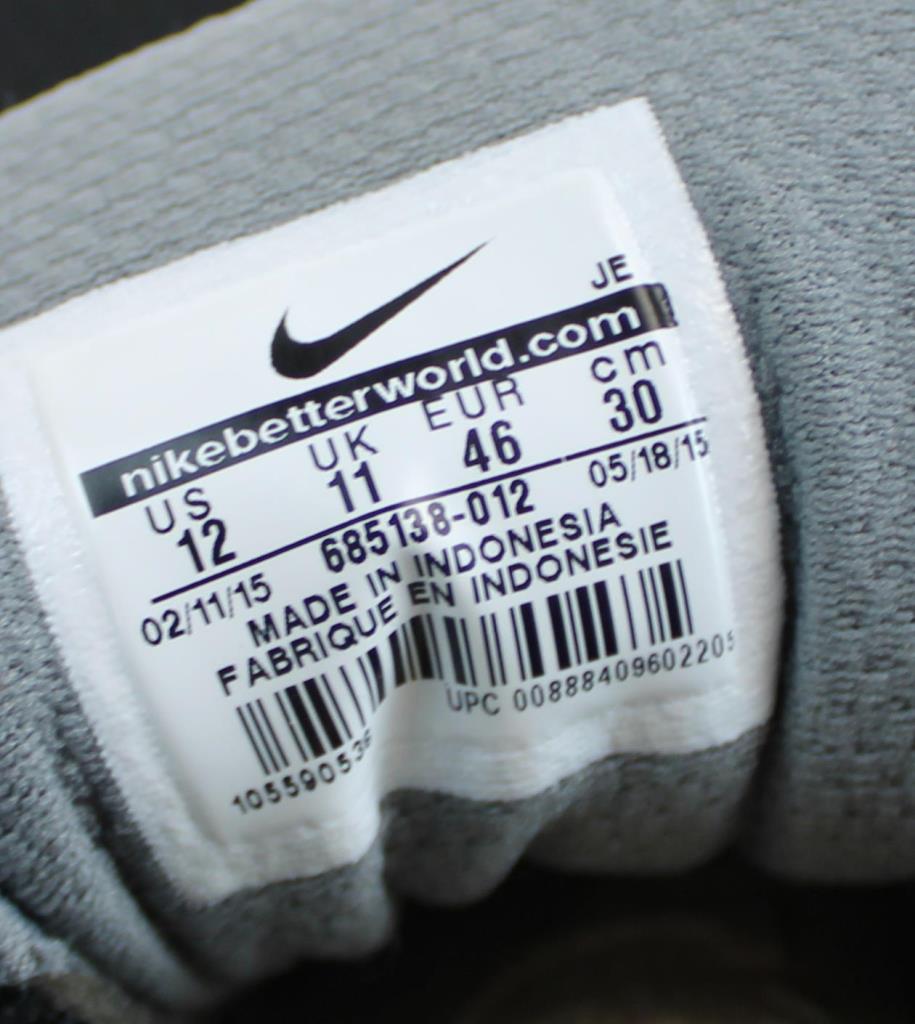 JE
nikebetterworld.com
US UK EUR cm
12 11 46 30
02/11/15 685138-012 05/18/15
MADE IN INDONESIA
FABRIQUE EN INDONESIE
UPC 00888409602205